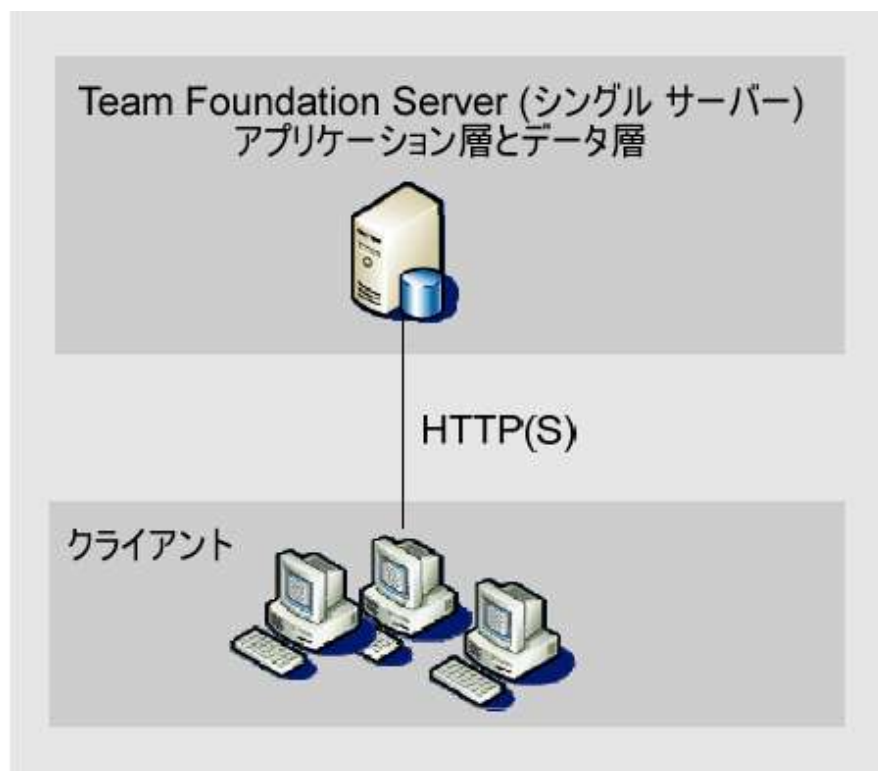 Team Foundation Server (シングル サーバー)
アプリケーション層とデータ層
HTTP(S)
クライアント